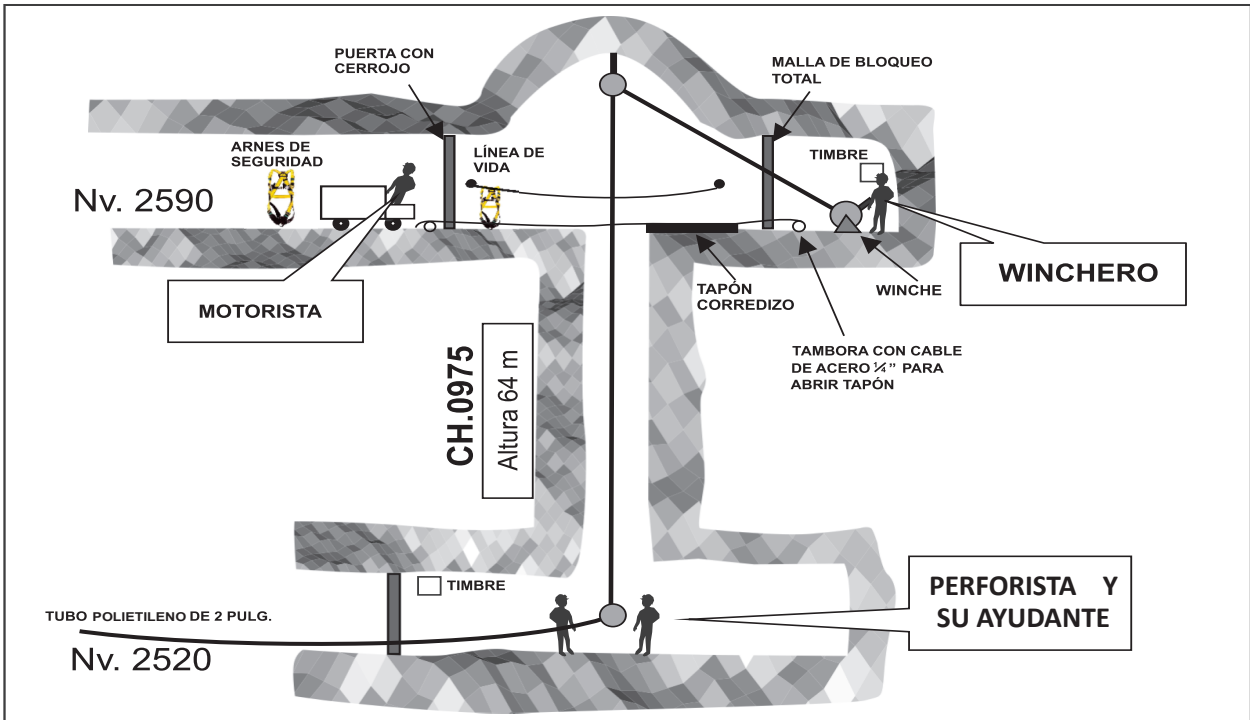 PUERTA CON
CERROJO
MALLA DE BLOQUEO
TOTAL
ARNES DE
SEGURIDAD
LÍNEA DE
VIDA
TIMBRE
Nv. 2590
WINCHERO
MOTORISTA
TAPÓN
CORREDIZO
WINCHE
TAMBORA CON CABLE
DE ACERO ¼” PARA
ABRIR TAPÓN
CH.0975
Altura 64 m
TIMBRE
PERFORISTA Y
SU AYUDANTE
TUBO POLIETILENO DE 2 PULG.
Nv. 2520